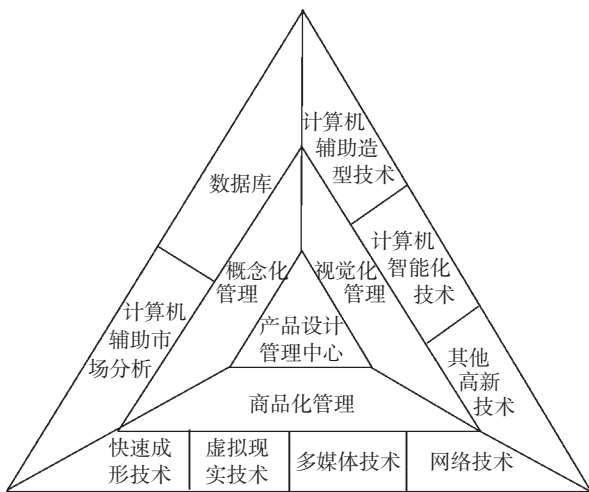 计算机
辅助造
型技术
数据库
计算机
智能化
技术
概念化
管理
视觉化
管理
计算机
辅助市
场分析
产品设计
管理中心
其他
高新
技术
商品化管理
快速成
形技术
虚拟现
实技术
多媒体技术
网络技术